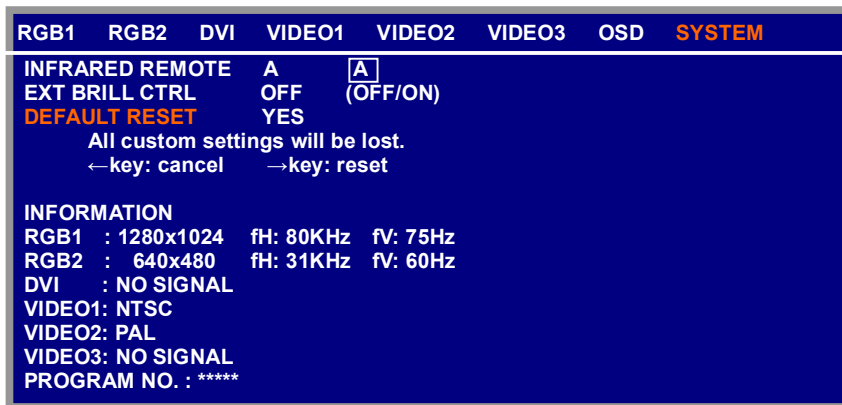 RGB1 RGB2 DVI VIDEO1 VIDEO2 VIDEO3 OSD SYSTEM
INFRARED REMOTE A A
EXT BRILL CTRL OFF (OFF/ON)
DEFAULT RESET YES
All custom settings will be lost.
←key: cancel →key: reset
INFORMATION
RGB1 : 1280x1024 fH: 80KHz fV: 75Hz
RGB2 : 640x480 fH: 31KHz fV: 60Hz
DVI : NO SIGNAL
VIDEO1: NTSC
VIDEO2: PAL
VIDEO3: NO SIGNAL
PROGRAM NO. : *****